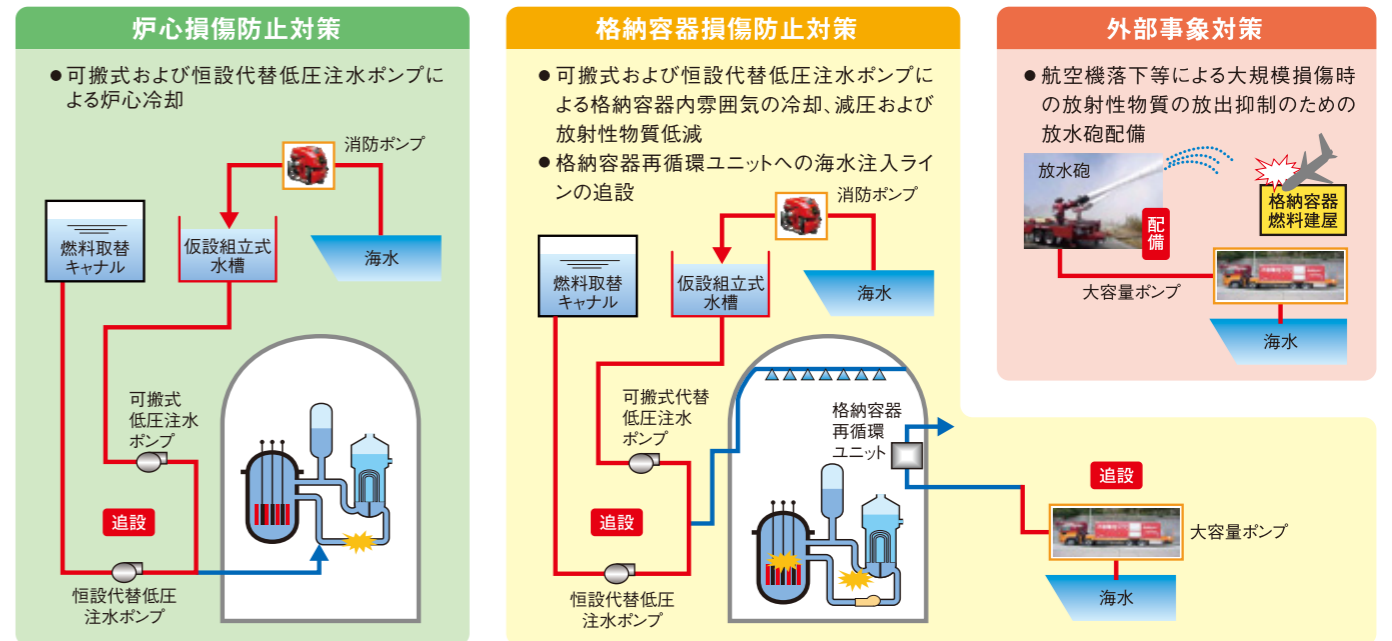 炉心損傷防止対策
●可搬式および恒設代替低圧注水ポンプに
よる炉心冷却
消防ポンプ
燃料取替
キャナル
仮設組立式
水槽
海水
可搬式
低圧注水
ポンプ
追設
恒設代替低圧
注水ポンプ
格納容器損傷防止対策
●可搬式および恒設代替低圧注水ポンプに
よる格納容器内雰囲気の冷却、減圧および
放射性物質低減
●格納容器再循環ユニットへの海水注入ライ
ンの追設
消防ポンプ
燃料取替
キャナル
仮設組立式
水槽
海水
可搬式代替
低圧注水
ポンプ
追設
恒設代替低圧
注水ポンプ
格納容器
再循環
ユニット
追設
大容量ポンプ
海水
外部事象対策
●航空機落下等による大規模損傷時
の放射性物質の放出抑制のための
放水砲配備
放水砲
配備
格納容器
燃料建屋
大容量ポンプ
海水